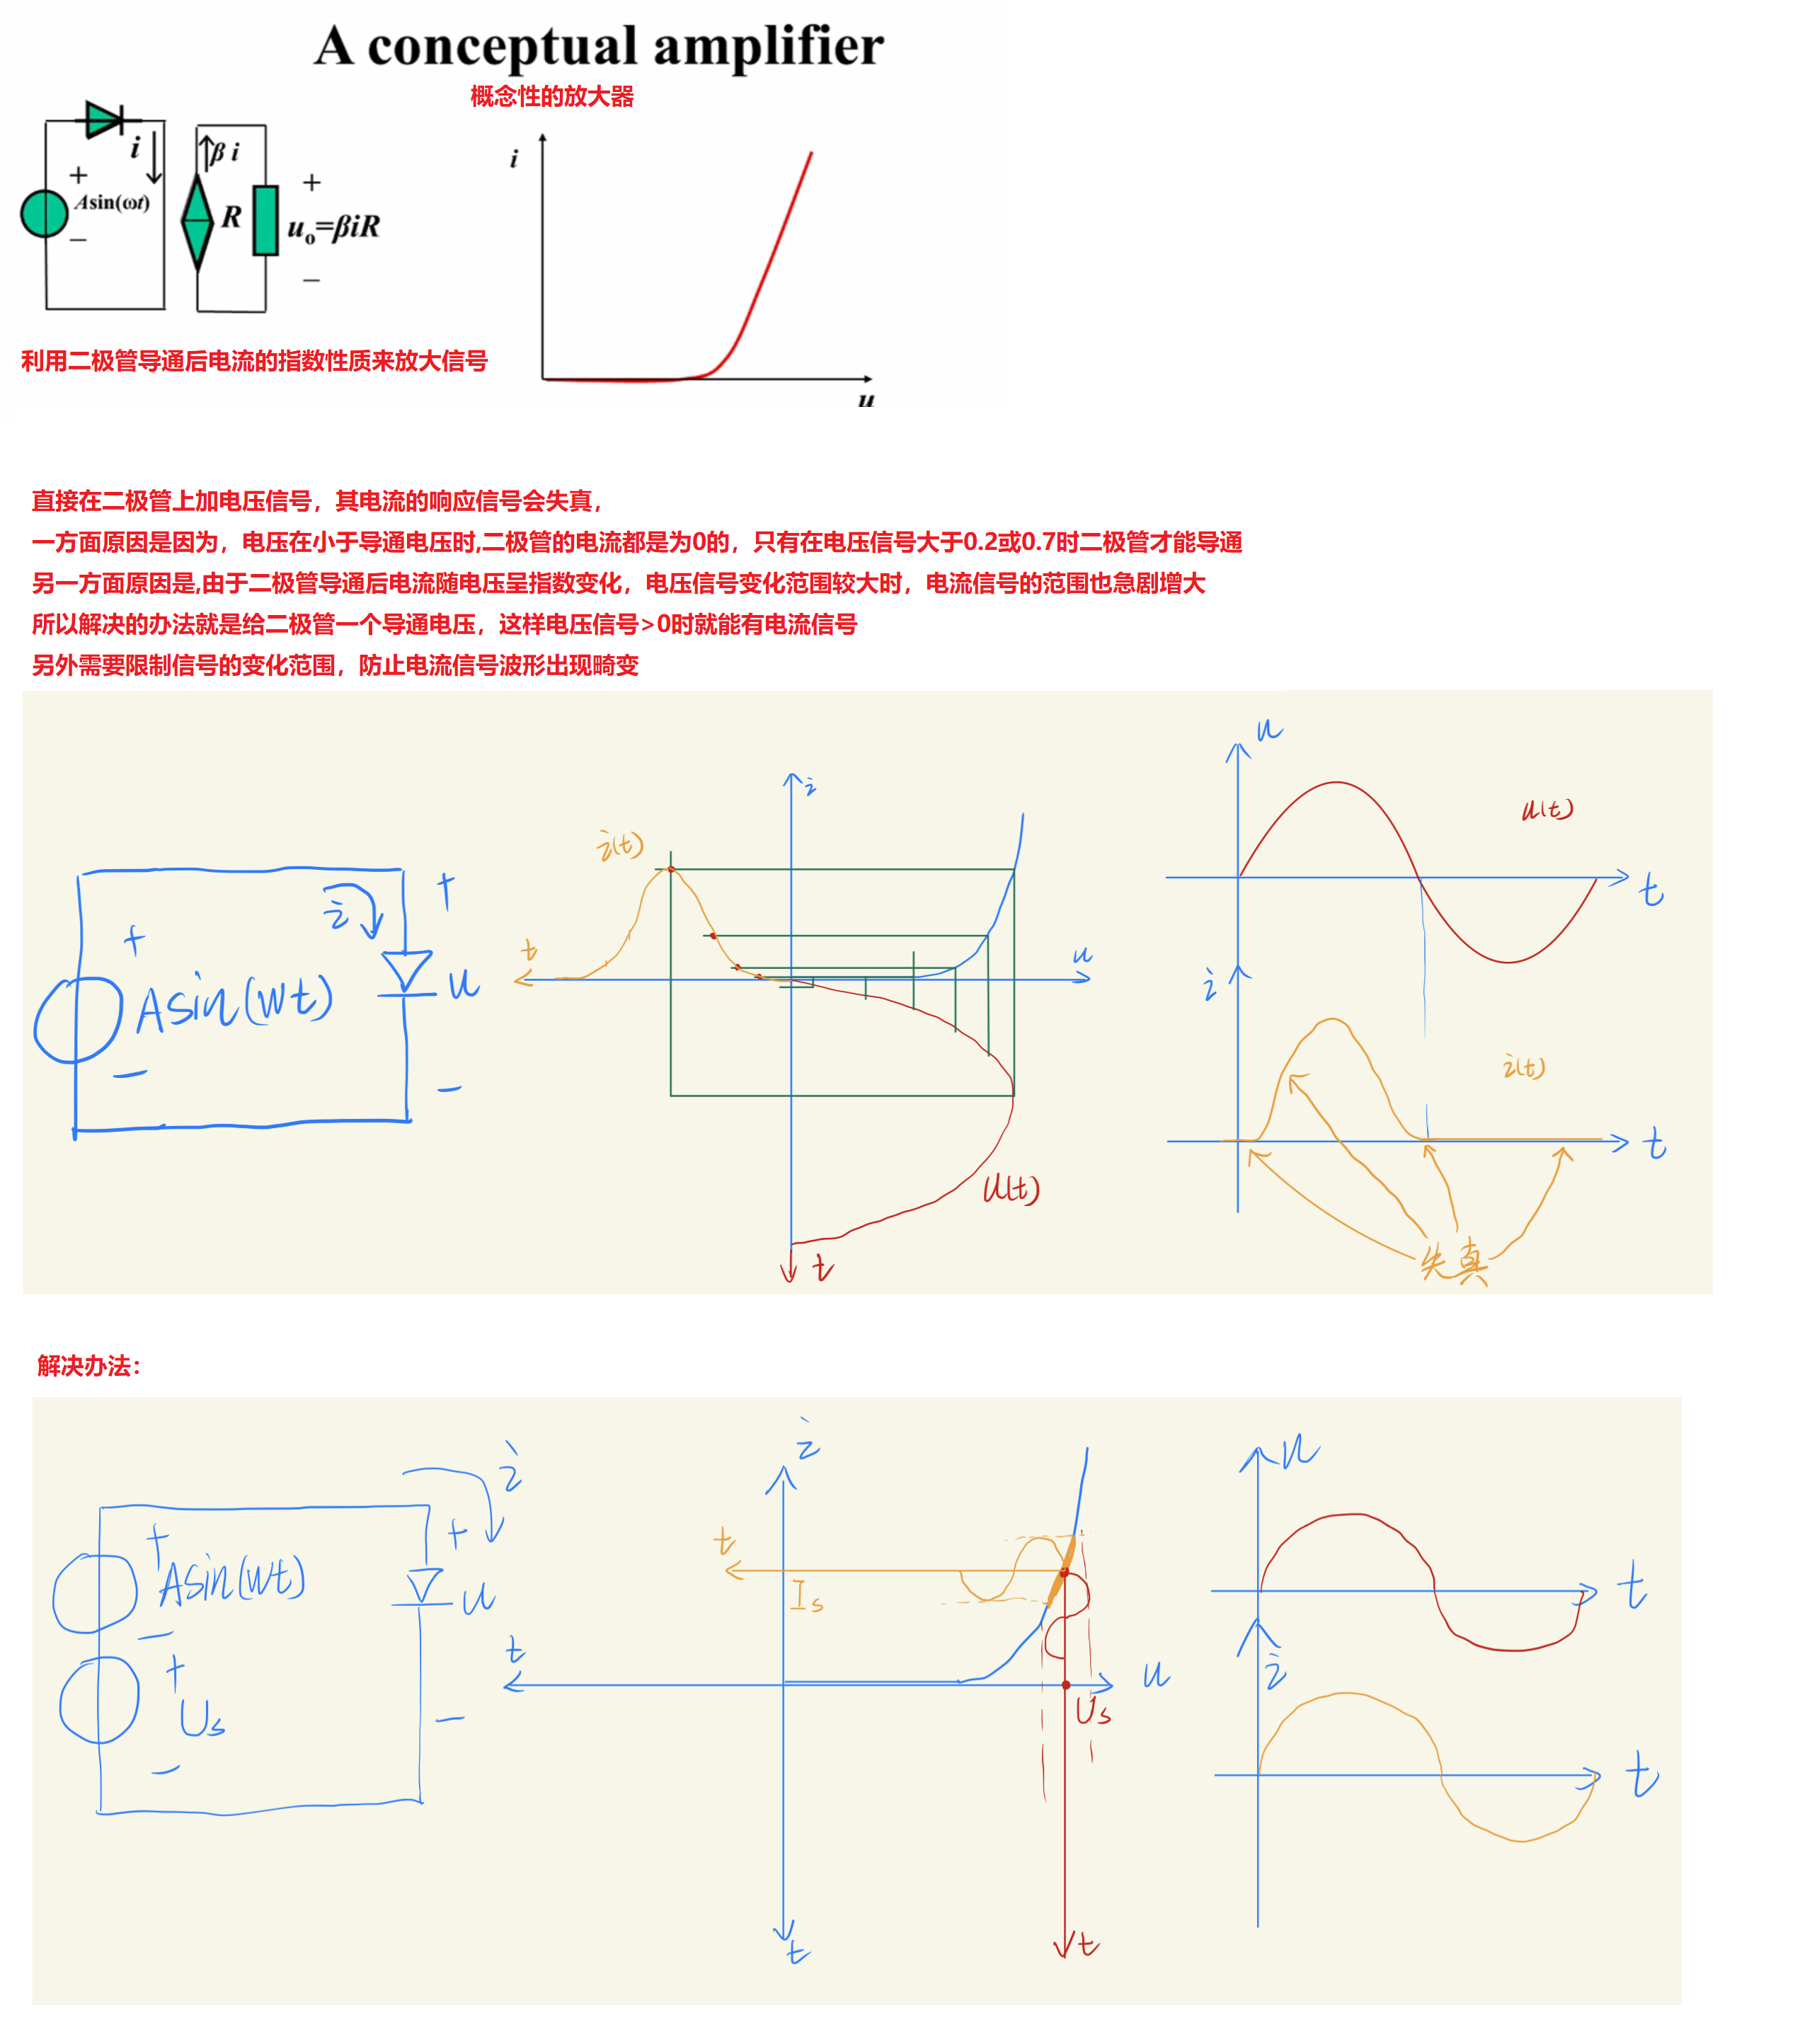 A conceptual amplifier
概念性的放大器
i
β i
i
+
Asin(ωt)
−
R
+
uo=βiR
−
u
利用二极管导通后电流的指数性质来放大信号
直接在二极管上加电压信号，其电流的响应信号会失真，
一方面原因是因为，电压在小于导通电压时,二极管的电流都是为0的，只有在电压信号大于0.2或0.7时二极管才能导通
另一方面原因是,由于二极管导通后电流随电压呈指数变化，电压信号变化范围较大时，电流信号的范围也急剧增大
所以解决的办法就是给二极管一个导通电压，这样电压信号>0时就能有电流信号
另外需要限制信号的变化范围，防止电流信号波形出现畸变
+
Asin(wt)
−
i
+
u
−
i
i(t)
t
u
u(t)
t
u
u(t)
t
i
i(t)
t
失真
解决办法：
i
+
Asin(wt)
−
+
Us
−
+
u
−
i
t
Is
t
u
Us
t
t
u
t
i
t